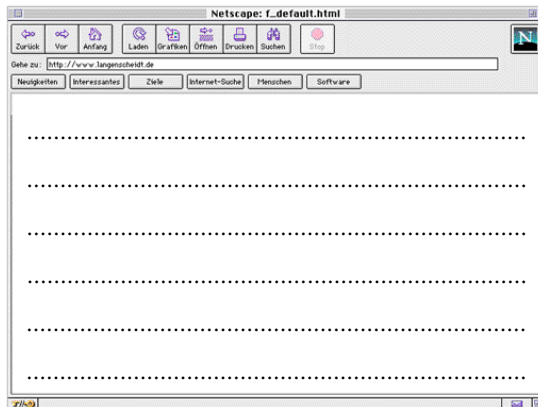 Netscape: f_default.html
Zurück Vor Anfang Laden Grafiken Öffnen Drucken Suchen Stop
N
Gehe zu: http://www.langenscheidt.de
Neuigkeiten Interessantes Ziele Internet-Suche Menschen Software